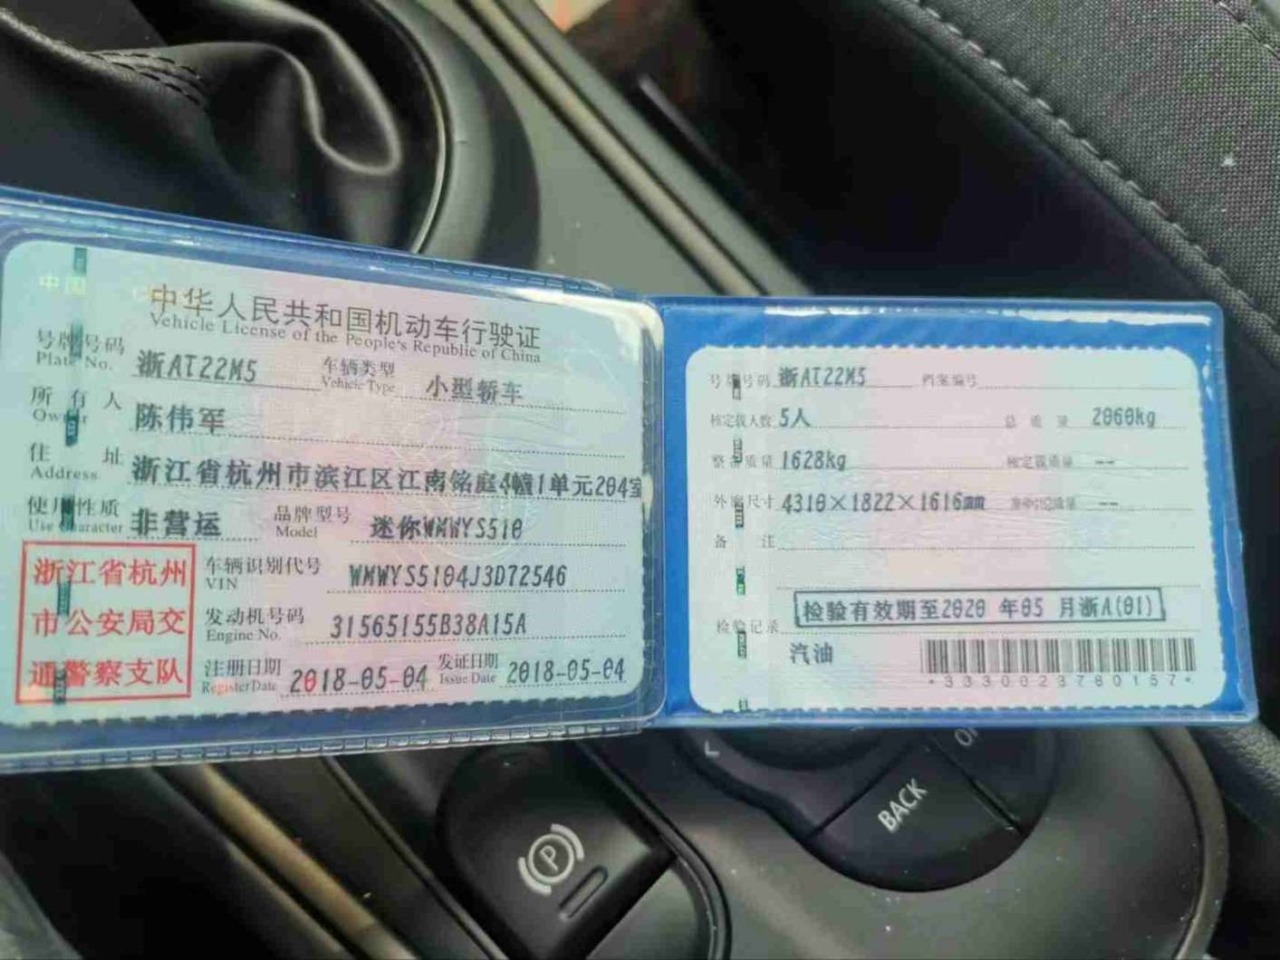 中国
中华人民共和国机动车行驶证
Vehicle License of the People's Republic of China
号牌号码 浙AT22M5 车辆类型 小型轿车
Plate No. Vehicle Type
所有人 陈伟军
Owner
住址 浙江省杭州市滨江区江南铭庭4幢1单元204室
Address
使用性质 非营运 品牌型号 迷你WMWYS510
Use Character Model
浙江省杭州
市公安局交
通警察支队
车辆识别代号 WMWYS5104J3D72546
VIN
发动机号码 31565155B38A15A
Engine No.
注册日期 2018-05-04 发证日期 2018-05-04
Register Date Issue Date
号牌号码 浙AT22M5 档案编号
核定载人数 5人 总质量 2060kg
整备质量 1628kg 核定载质量 --
外廓尺寸 4310×1822×1616mm 准牵引总质量 --
备注
检验有效期至2020 年05 月浙A(01)
检验记录
汽油
*3330023780157*
P
BACK